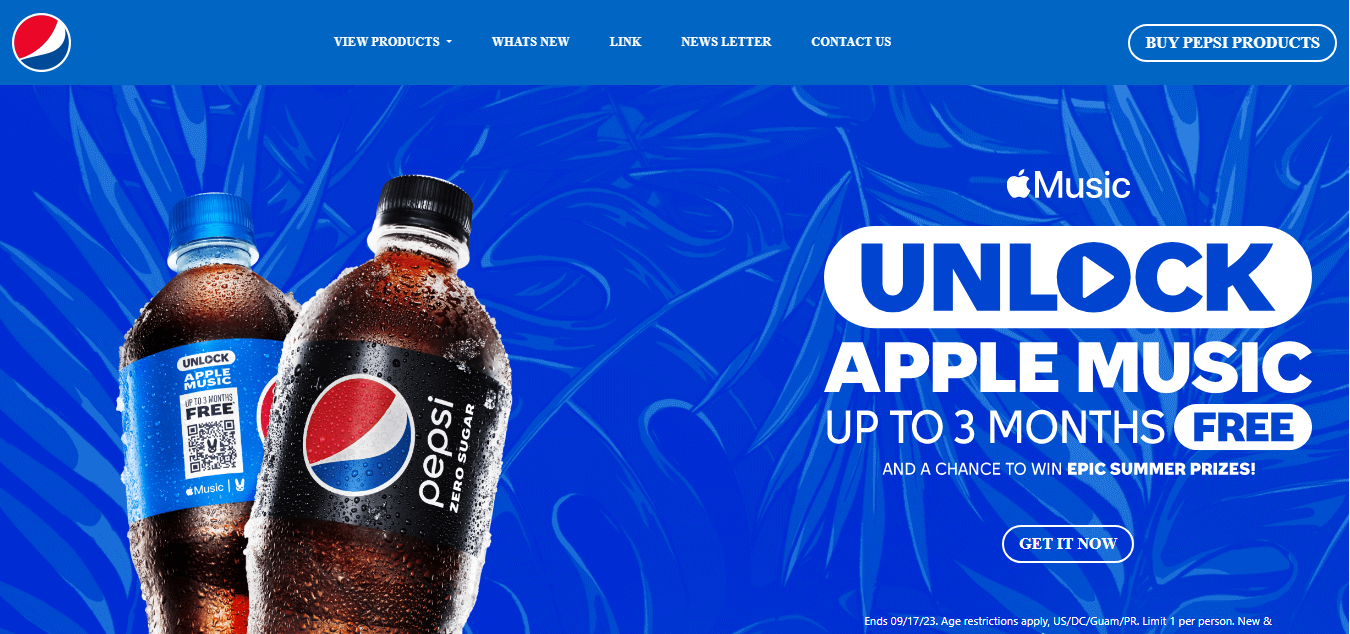 VIEW PRODUCTS
WHATS NEW
LINK
NEWS LETTER
CONTACT US
BUY PEPSI PRODUCTS
Music
UNLOCK
APPLE MUSIC
UP TO 3 MONTHS FREE
AND A CHANCE TO WIN EPIC SUMMER PRIZES!
GET IT NOW
Ends 09/17/23. Age restrictions apply, US/DC/Guam/PR. Limit 1 per person. New &
UNLOCK
APPLE
MUSIC
UP TO 3 MONTHS
FREE
Music
pepsi
ZERO SUGAR